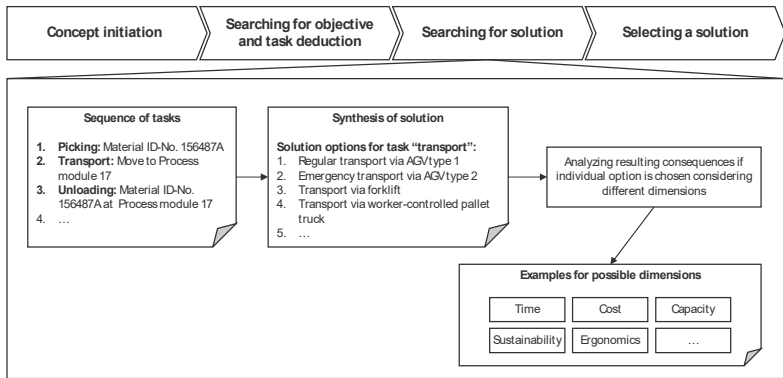 Concept initiation
Searching for objective
and task deduction
Searching for solution
Selecting a solution
Sequence of tasks
1. Picking: Material ID-No. 156487A
2. Transport: Move to Process
module 17
3. Unloading: Material ID-No.
156487A at Process module 17
4. …
Synthesis of solution
Solution options for task “transport”:
1. Regular transport via AGV type 1
2. Emergency transport via AGV type 2
3. Transport via forklift
4. Transport via worker-controlled pallet
truck
5. …
Analyzing resulting consequences if
individual option is chosen considering
different dimensions
Examples for possible dimensions
Time
Cost
Capacity
Sustainability
Ergonomics
…